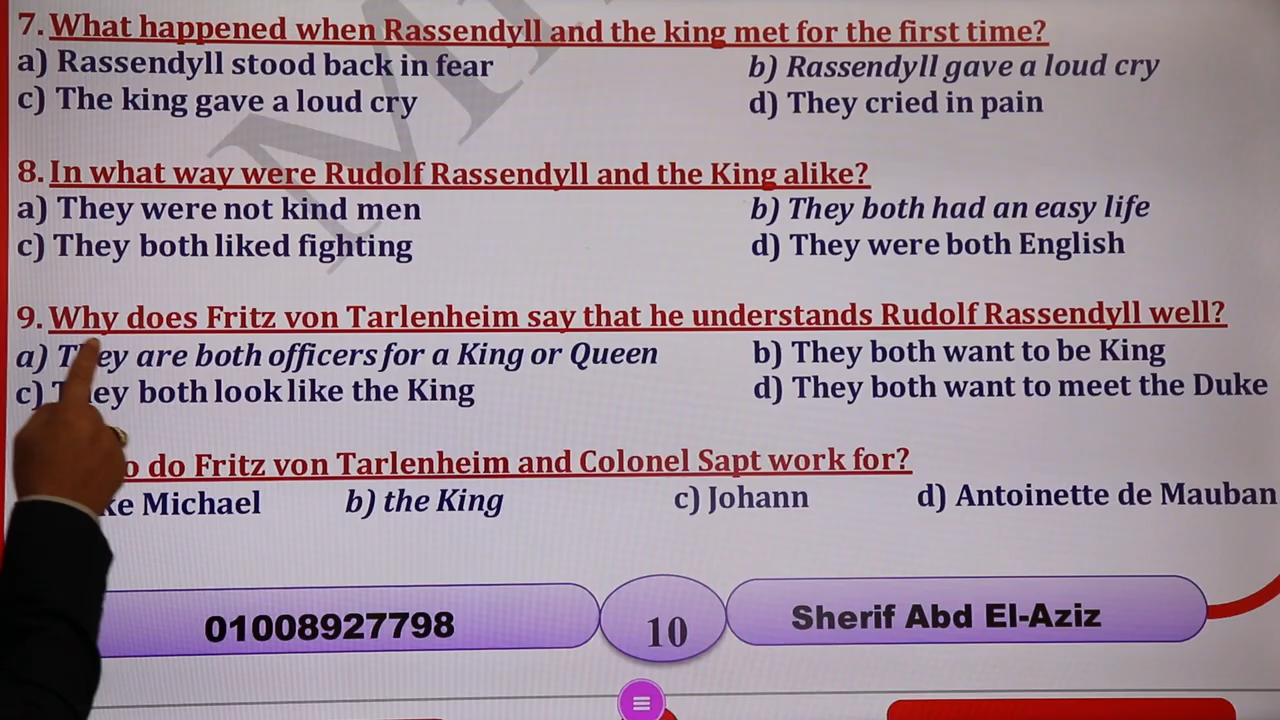 7. What happened when Rassendyll and the king met for the first time?
a) Rassendyll stood back in fear b) Rassendyll gave a loud cry
c) The king gave a loud cry d) They cried in pain
8. In what way were Rudolf Rassendyll and the King alike?
a) They were not kind men b) They both had an easy life
c) They both liked fighting d) They were both English
9. Why does Fritz von Tarlenheim say that he understands Rudolf Rassendyll well?
a) They are both officers for a King or Queen b) They both want to be King
c) They both look like the King d) They both want to meet the Duke
do Fritz von Tarlenheim and Colonel Sapt work for?
Michael b) the King c) Johann d) Antoinette de Mauban
01008927798 10 Sherif Abd El-Aziz